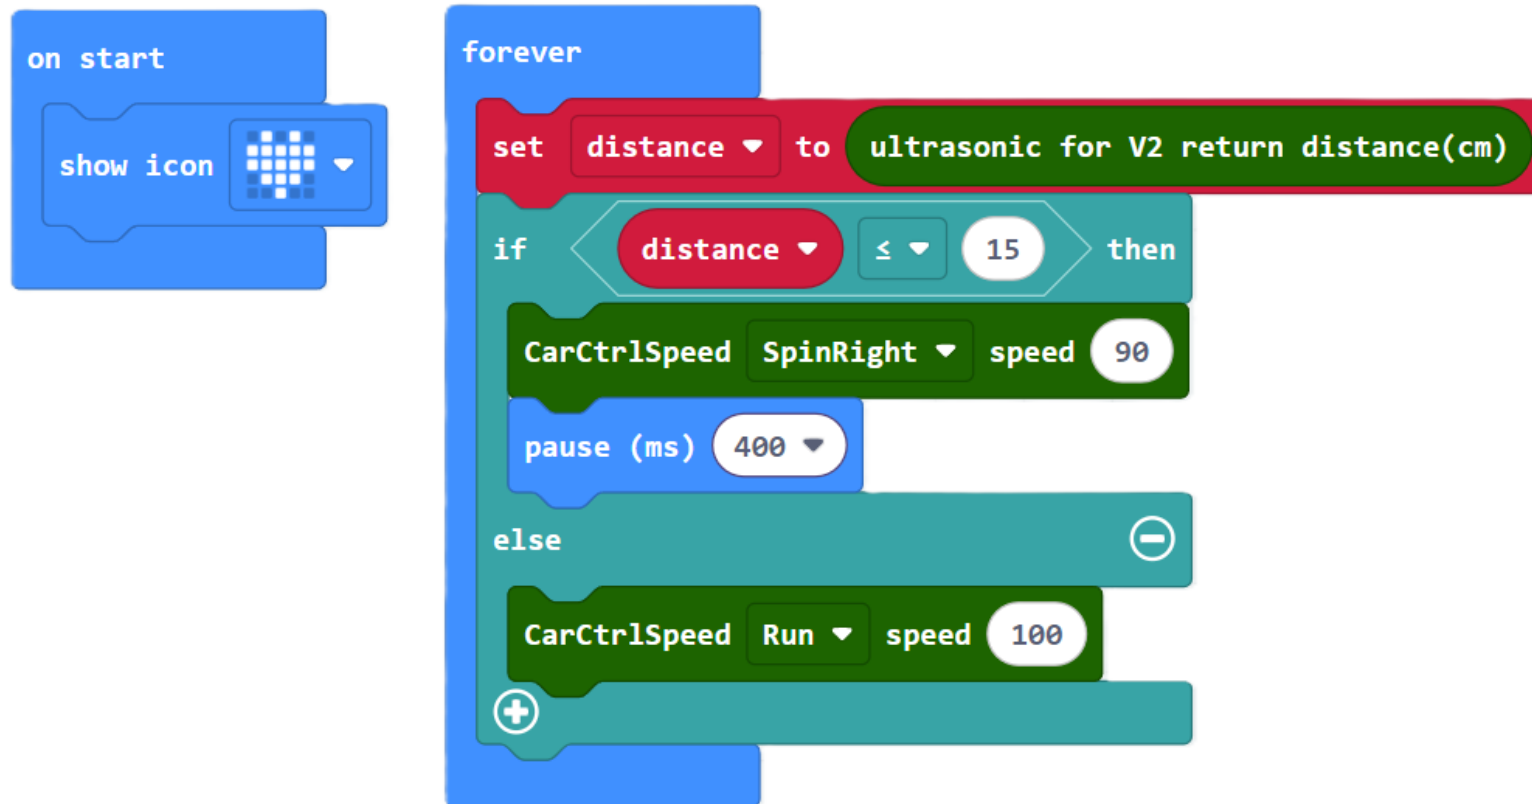 on start
show icon
forever
set distance to ultrasonic for V2 return distance(cm)
if distance ≤ 15 then
CarCtrlSpeed SpinRight speed 90
pause (ms) 400
else
CarCtrlSpeed Run speed 100